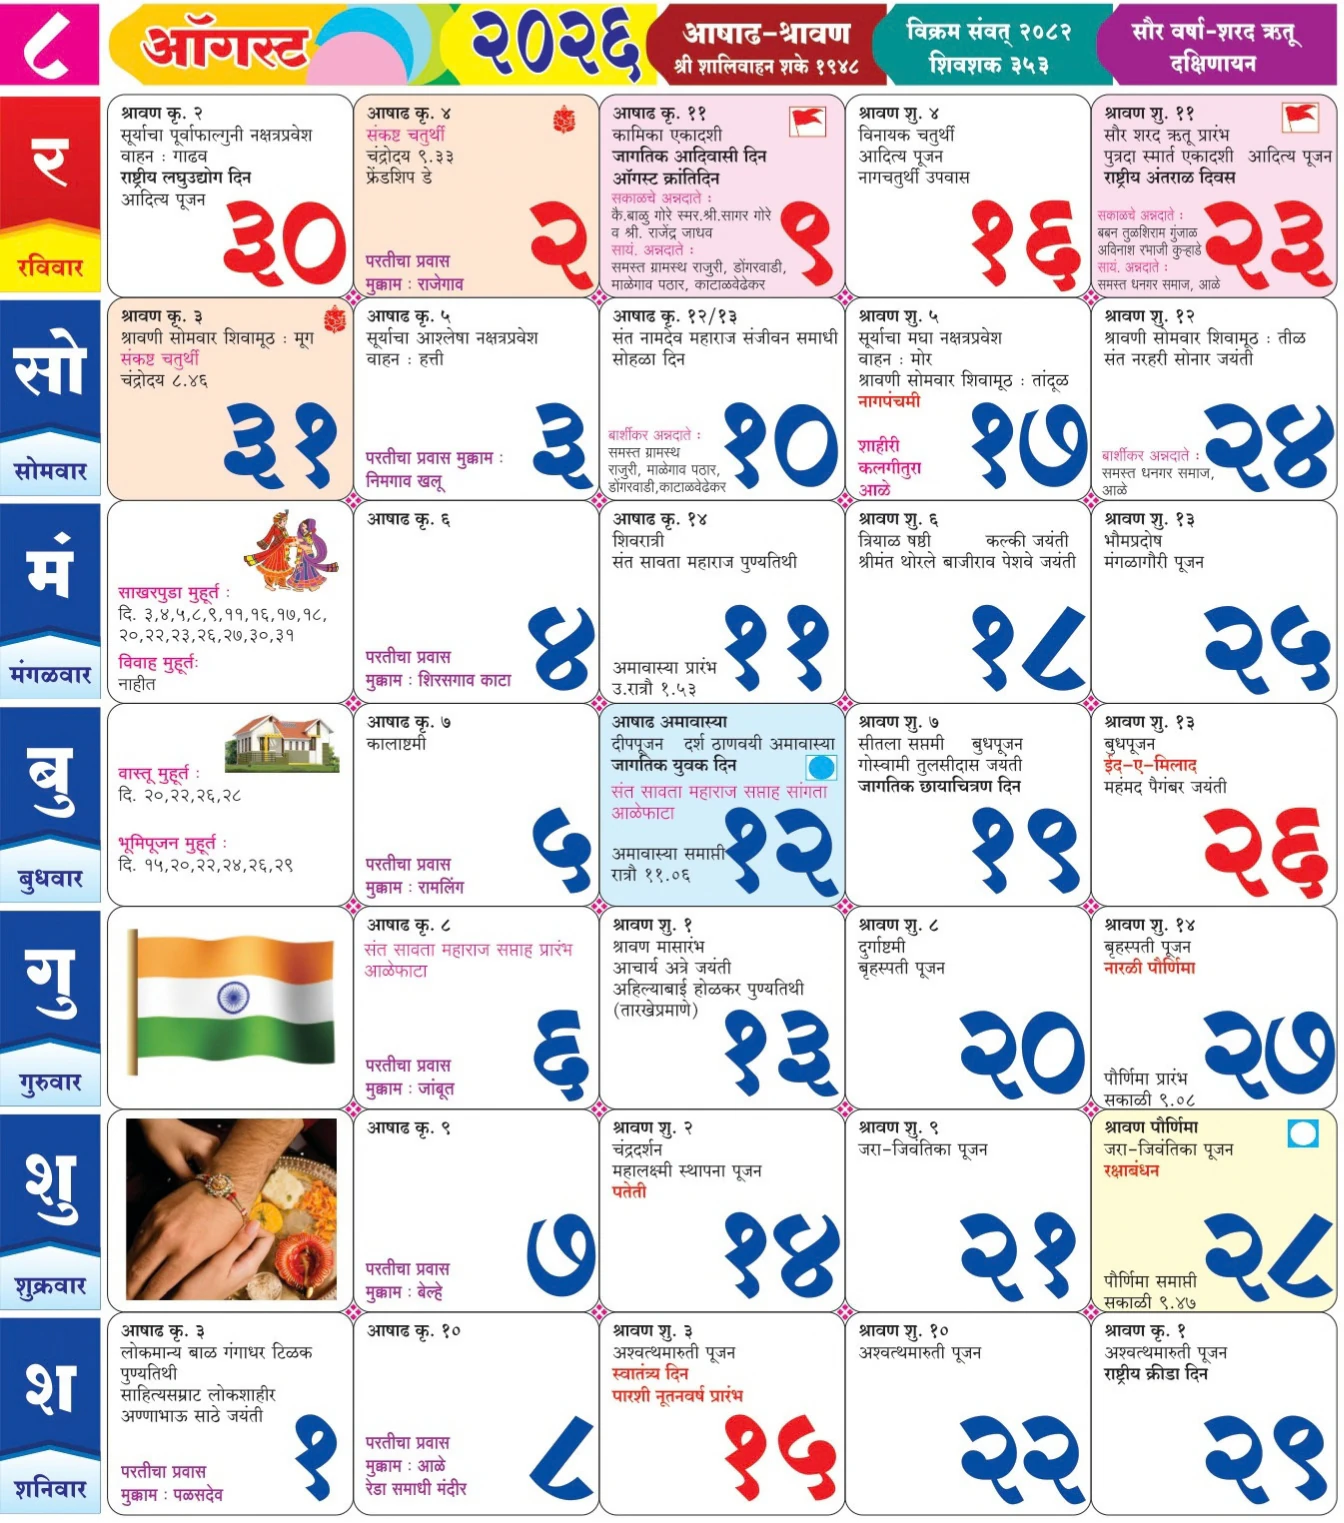 ८
ऑगस्ट
२०२६
आषाढ-श्रावण
श्री शालिवाहन शके १९४८
विक्रम संवत् २०८२
शिवशक ३५३
सौर वर्षा-शरद ऋतू
दक्षिणायन
र
रविवार
श्रावण कृ. २
सूर्याचा पूर्वाफाल्गुनी नक्षत्रप्रवेश
वाहन : गाढव
राष्ट्रीय लघुउद्योग दिन
आदित्य पूजन
३०
आषाढ कृ. ४
संकष्ट चतुर्थी
चंद्रोदय ९.३३
फ्रेंडशिप डे
परतीचा प्रवास
मुक्काम : राजेगाव
२
आषाढ कृ. ११
कामिका एकादशी
जागतिक आदिवासी दिन
ऑगस्ट क्रांतिदिन
सकाळचे अन्नदाते :
कै.बाळु गोरे स्मर.श्री.सागर गोरे
व श्री. राजेंद्र जाधव
सायं. अन्नदाते :
समस्त ग्रामस्थ राजुरी, डोंगरवाडी,
माळेगाव पठार, काटाळवेढेकर
९
श्रावण शु. ४
विनायक चतुर्थी
आदित्य पूजन
नागचतुर्थी उपवास
१६
श्रावण शु. ११
सौर शरद ऋतू प्रारंभ
पुत्रदा स्मार्त एकादशी आदित्य पूजन
राष्ट्रीय अंतराळ दिवस
सकाळचे अन्नदाते :
बबन तुळशिराम गुंजाळ
अविनाश रभाजी कुऱ्हाडे
सायं. अन्नदाते :
समस्त धनगर समाज, आळे
२३
सो
सोमवार
श्रावण कृ. ३
श्रावणी सोमवार शिवामूठ : मूग
संकष्ट चतुर्थी
चंद्रोदय ८.४६
३१
आषाढ कृ. ५
सूर्याचा आश्लेषा नक्षत्रप्रवेश
वाहन : हत्ती
परतीचा प्रवास मुक्काम :
निमगाव खलू
३
आषाढ कृ. १२/१३
संत नामदेव महाराज संजीवन समाधी
सोहळा दिन
बार्शीकर अन्नदाते :
समस्त ग्रामस्थ
राजुरी, माळेगाव पठार,
डोंगरवाडी,काटाळवेढेकर
१०
श्रावण शु. ५
सूर्याचा मघा नक्षत्रप्रवेश
वाहन : मोर
श्रावणी सोमवार शिवामूठ : तांदूळ
नागपंचमी
शाहीरी
कलगीतुरा
आळे
१७
श्रावण शु. १२
श्रावणी सोमवार शिवामूठ : तीळ
संत नरहरी सोनार जयंती
बार्शीकर अन्नदाते :
समस्त धनगर समाज,
आळे
२४
मं
मंगळवार
साखरपुडा मुहूर्त :
दि. ३,४,५,८,९,११,१६,१७,१८,
२०,२२,२३,२६,२७,३०,३१
विवाह मुहूर्तः
नाहीत
आषाढ कृ. ६
परतीचा प्रवास
मुक्काम : शिरसगाव काटा
४
आषाढ कृ. १४
शिवरात्री
संत सावता महाराज पुण्यतिथी
अमावास्या प्रारंभ
उ.रात्रौ १.५३
११
श्रावण शु. ६
त्रियाळ षष्ठी कल्की जयंती
श्रीमंत थोरले बाजीराव पेशवे जयंती
१८
श्रावण शु. १३
भौमप्रदोष
मंगळागौरी पूजन
२५
बु
बुधवार
वास्तू मुहूर्त :
दि. २०,२२,२६,२८
भूमिपूजन मुहूर्त :
दि. १५,२०,२२,२४,२६,२९
आषाढ कृ. ७
कालाष्टमी
परतीचा प्रवास
मुक्काम : रामलिंग
५
आषाढ अमावास्या
दीपपूजन दर्श ठाणवयी अमावास्या
जागतिक युवक दिन
संत सावता महाराज सप्ताह सांगता
आळेफाटा
अमावास्या समाप्ती
रात्रौ ११.०६
१२
श्रावण शु. ७
सीतला सप्तमी बुधपूजन
गोस्वामी तुलसीदास जयंती
जागतिक छायाचित्रण दिन
१९
श्रावण शु. १३
बुधपूजन
ईद-ए-मिलाद
महंमद पैगंबर जयंती
२६
गु
गुरुवार
आषाढ कृ. ८
संत सावता महाराज सप्ताह प्रारंभ
आळेफाटा
परतीचा प्रवास
मुक्काम : जांबूत
६
श्रावण शु. १
श्रावण मासारंभ
आचार्य अत्रे जयंती
अहिल्याबाई होळकर पुण्यतिथी
(तारखेप्रमाणे)
१३
श्रावण शु. ८
दुर्गाष्टमी
बृहस्पती पूजन
२०
श्रावण शु. १४
बृहस्पती पूजन
नारळी पौर्णिमा
पौर्णिमा प्रारंभ
सकाळी ९.०८
२७
शु
शुक्रवार
आषाढ कृ. ९
परतीचा प्रवास
मुक्काम : बेल्हे
७
श्रावण शु. २
चंद्रदर्शन
महालक्ष्मी स्थापना पूजन
पतेती
१४
श्रावण शु. ९
जरा-जिवंतिका पूजन
२१
श्रावण पौर्णिमा
जरा-जिवंतिका पूजन
रक्षाबंधन
पौर्णिमा समाप्ती
सकाळी ९.४७
२८
श
शनिवार
आषाढ कृ. ३
लोकमान्य बाळ गंगाधर टिळक
पुण्यतिथी
साहित्यसम्राट लोकशाहीर
अण्णाभाऊ साठे जयंती
परतीचा प्रवास
मुक्काम : पळसदेव
१
आषाढ कृ. १०
परतीचा प्रवास
मुक्काम : आळे
रेडा समाधी मंदीर
८
श्रावण शु. ३
अश्वत्थमारुती पूजन
स्वातंत्र्य दिन
पारशी नूतनवर्ष प्रारंभ
१५
श्रावण शु. १०
अश्वत्थमारुती पूजन
२२
श्रावण कृ. १
अश्वत्थमारुती पूजन
राष्ट्रीय क्रीडा दिन
२९